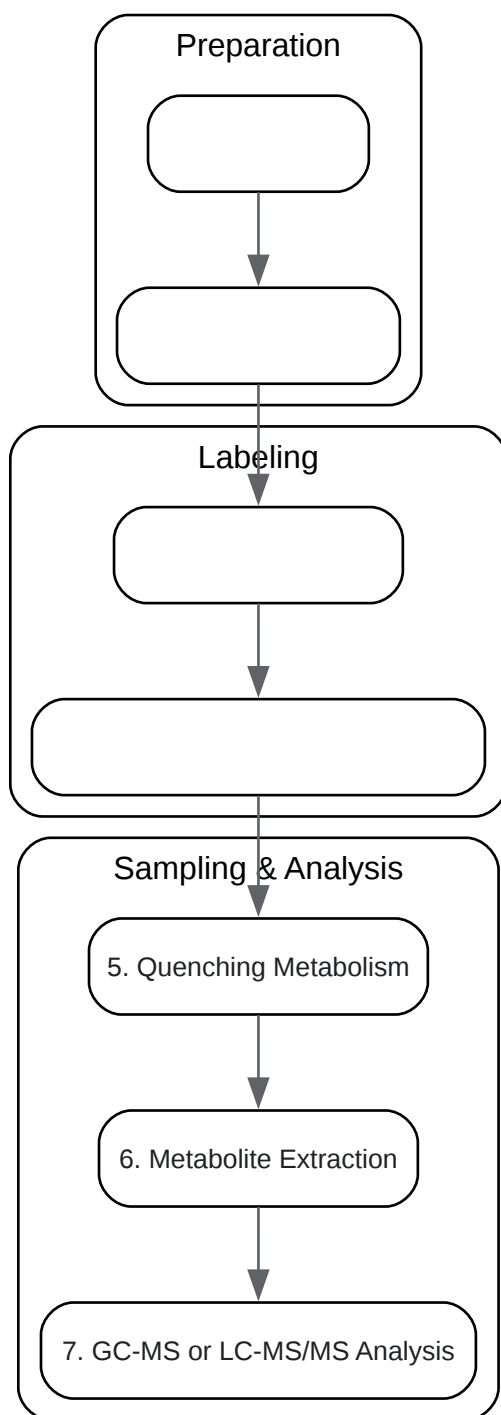 Preparation
Labeling
Sampling & Analysis
5. Quenching Metabolism
6. Metabolite Extraction
7. GC-MS or LC-MS/MS Analysis